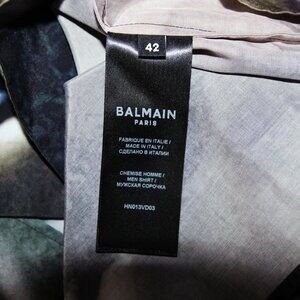 42
BALMAIN
PARIS
FABRIQUE EN ITALIE /
MADE IN ITALY /
СДЕЛАНО В ИТАЛИИ
CHEMISE HOMME /
MEN SHIRT /
МУЖСКАЯ СОРОЧКА
HN013VD03